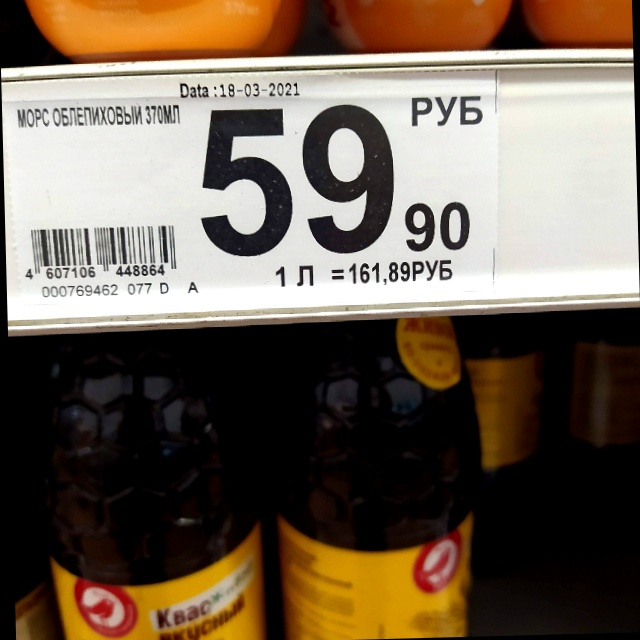 Data :18-03-2021
МОРС ОБЛЕПИХОВЫЙ 370МЛ
59 90
РУБ
1 Л =161,89РУБ
4 607106 448864
000769462 077 D A
Квас
вкусный